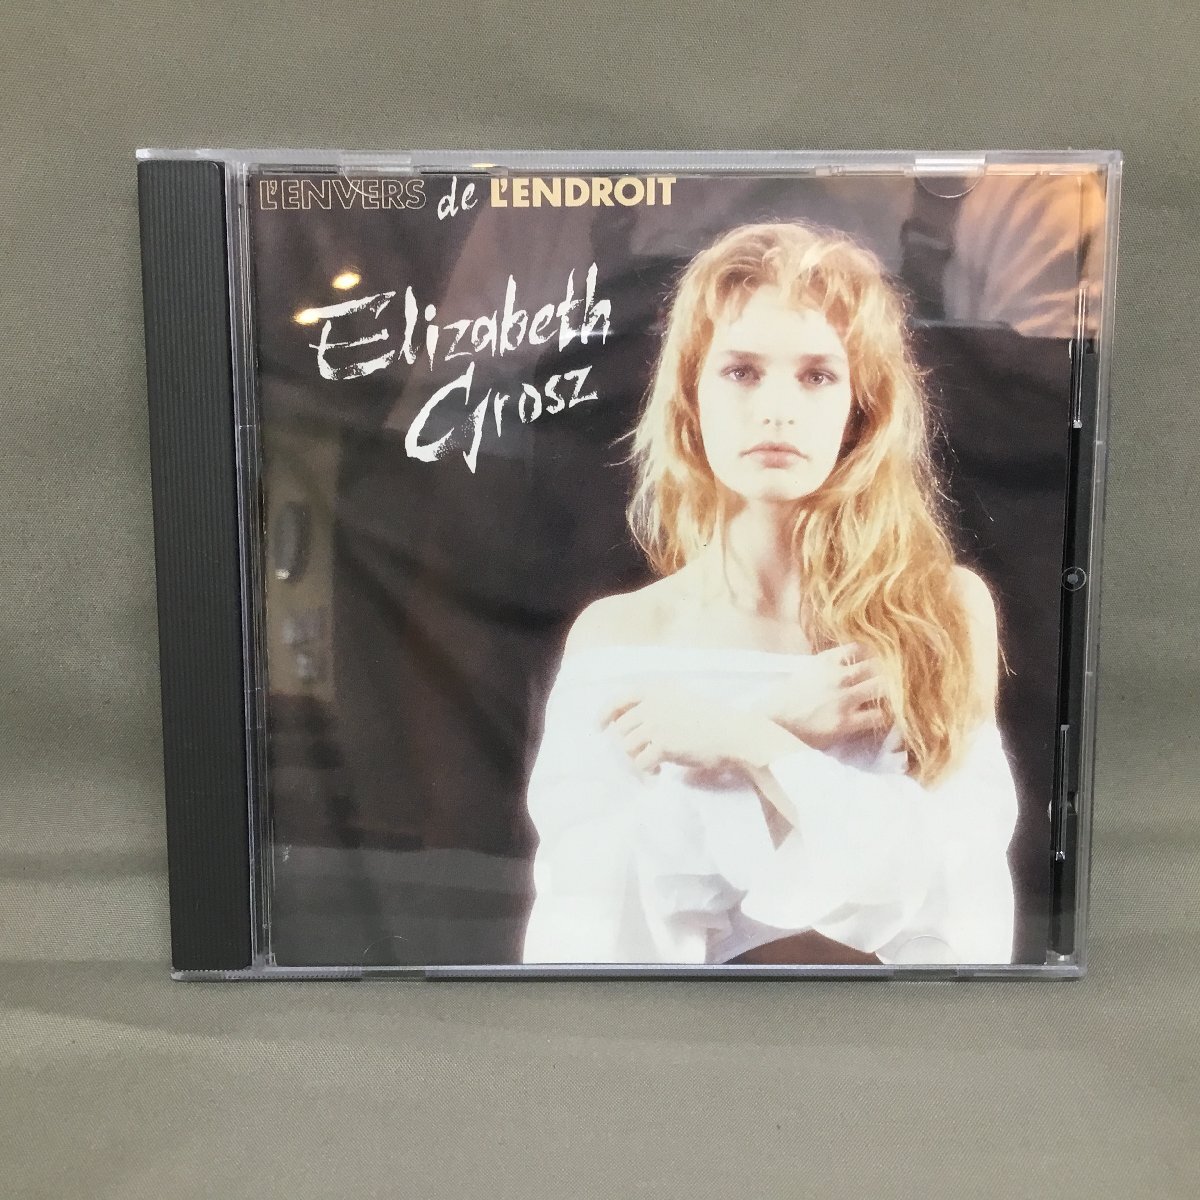 L'ENVERS de L'ENDROIT
Elizabeth
Grosz